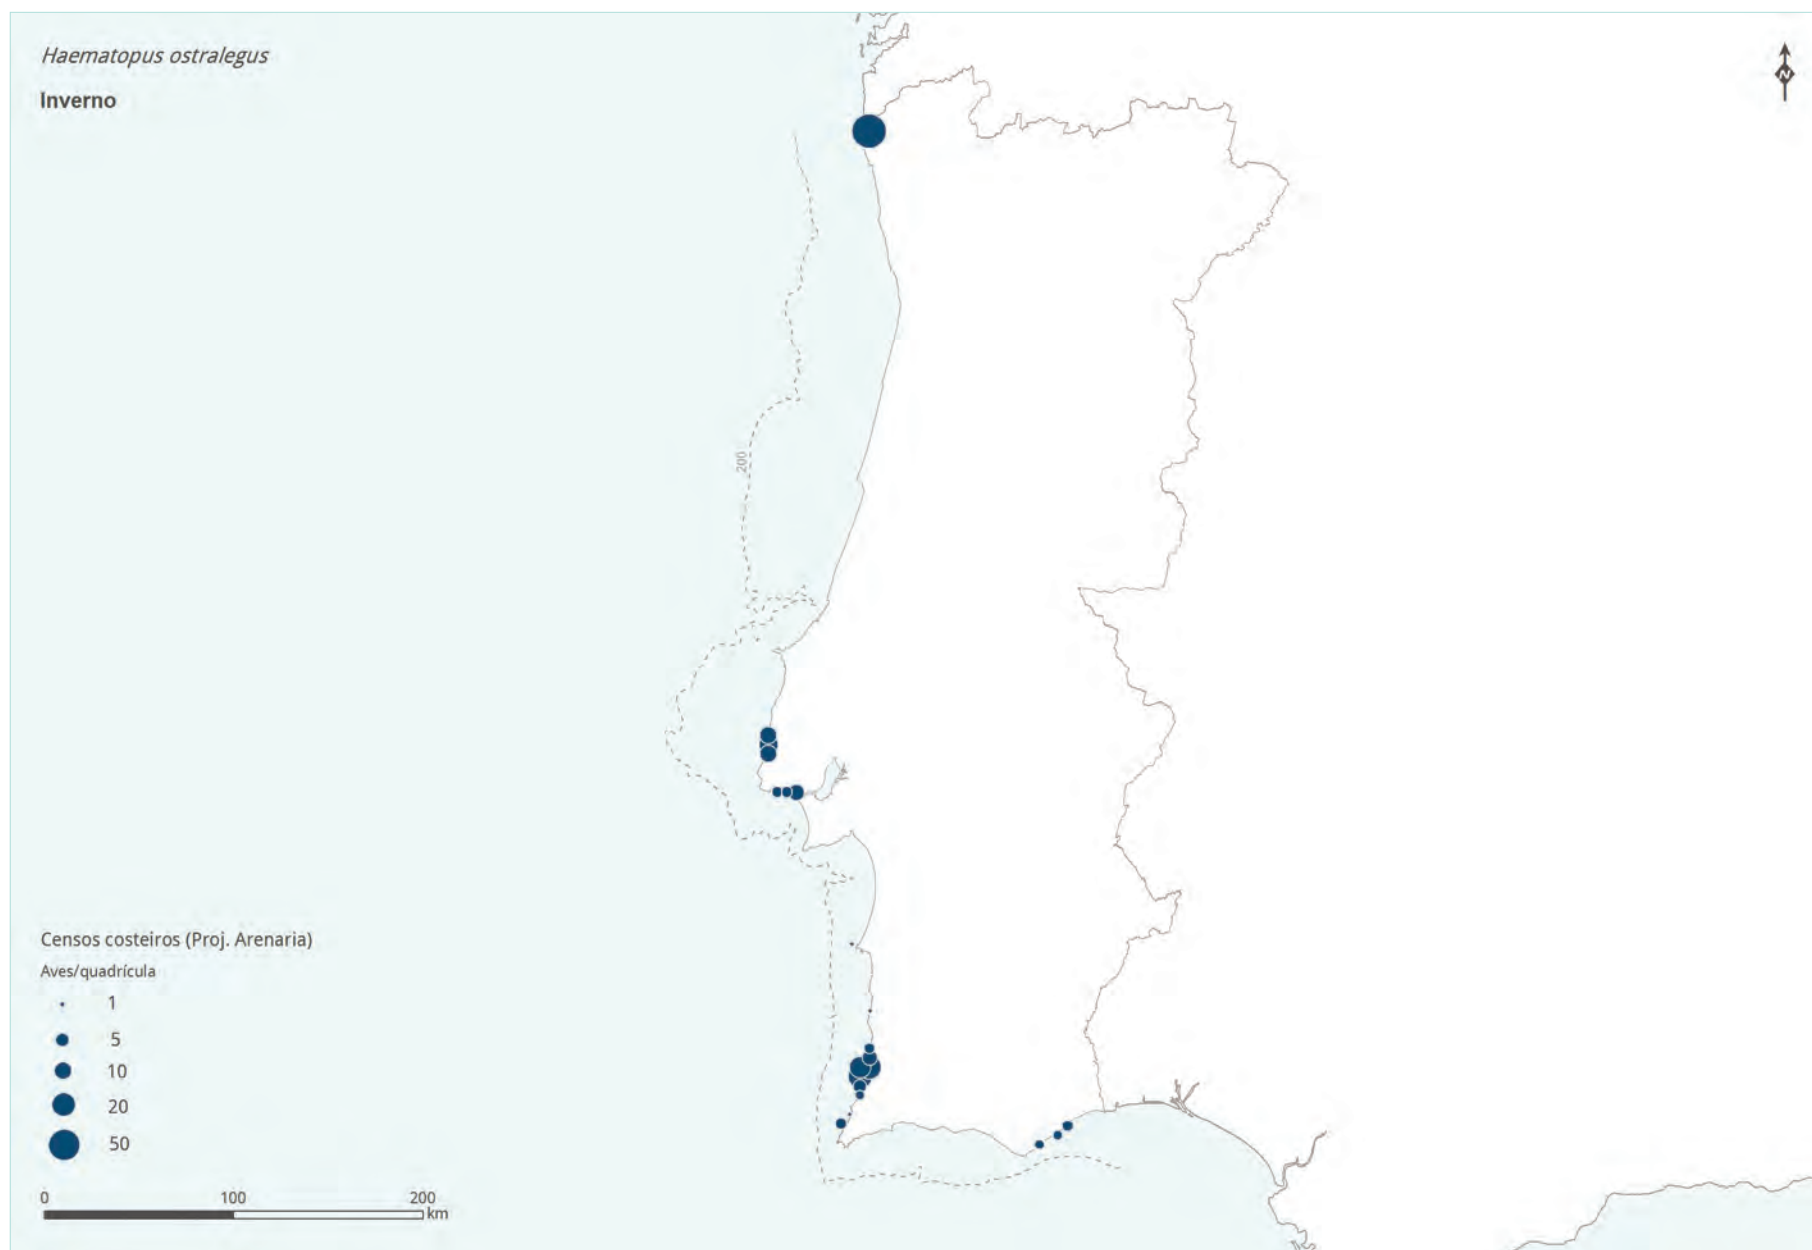 Haematopus ostralegus
Inverno
N
200
Censos costeiros (Proj. Arenaria)
Aves/quadrícula
1
5
10
20
50
0 100 200
km